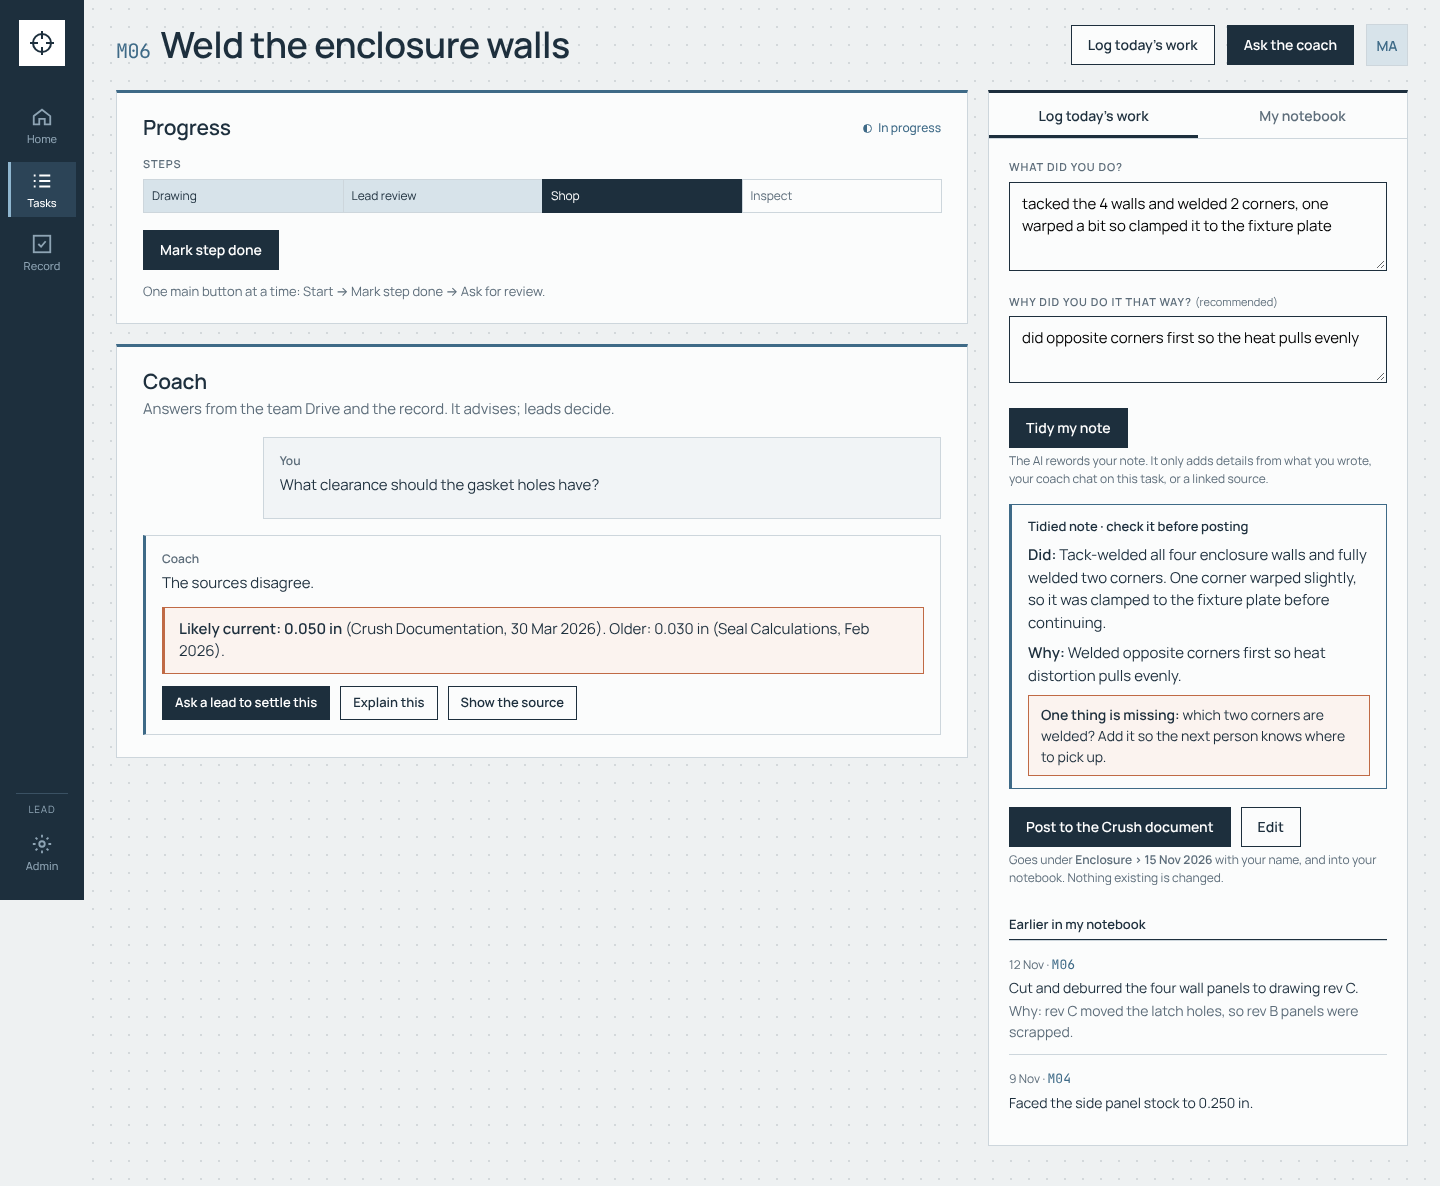 M06 Weld the enclosure walls
Log today's work
Ask the coach
MA
Home
Tasks
Record
LEAD
Admin
Progress
In progress
STEPS
Drawing
Lead review
Shop
Inspect
Mark step done
One main button at a time: Start → Mark step done → Ask for review.
Coach
Answers from the team Drive and the record. It advises; leads decide.
You
What clearance should the gasket holes have?
Coach
The sources disagree.
Likely current: 0.050 in (Crush Documentation, 30 Mar 2026). Older: 0.030 in (Seal Calculations, Feb
2026).
Ask a lead to settle this
Explain this
Show the source
Log today's work
My notebook
WHAT DID YOU DO?
tacked the 4 walls and welded 2 corners, one
warped a bit so clamped it to the fixture plate
WHY DID YOU DO IT THAT WAY? (recommended)
did opposite corners first so the heat pulls evenly
Tidy my note
The AI rewords your note. It only adds details from what you wrote,
your coach chat on this task, or a linked source.
Tidied note · check it before posting
Did: Tack-welded all four enclosure walls and fully
welded two corners. One corner warped slightly,
so it was clamped to the fixture plate before
continuing.
Why: Welded opposite corners first so heat
distortion pulls evenly.
One thing is missing: which two corners are
welded? Add it so the next person knows where
to pick up.
Post to the Crush document
Edit
Goes under Enclosure › 15 Nov 2026 with your name, and into your
notebook. Nothing existing is changed.
Earlier in my notebook
12 Nov · M06
Cut and deburred the four wall panels to drawing rev C.
Why: rev C moved the latch holes, so rev B panels were
scrapped.
9 Nov · M04
Faced the side panel stock to 0.250 in.